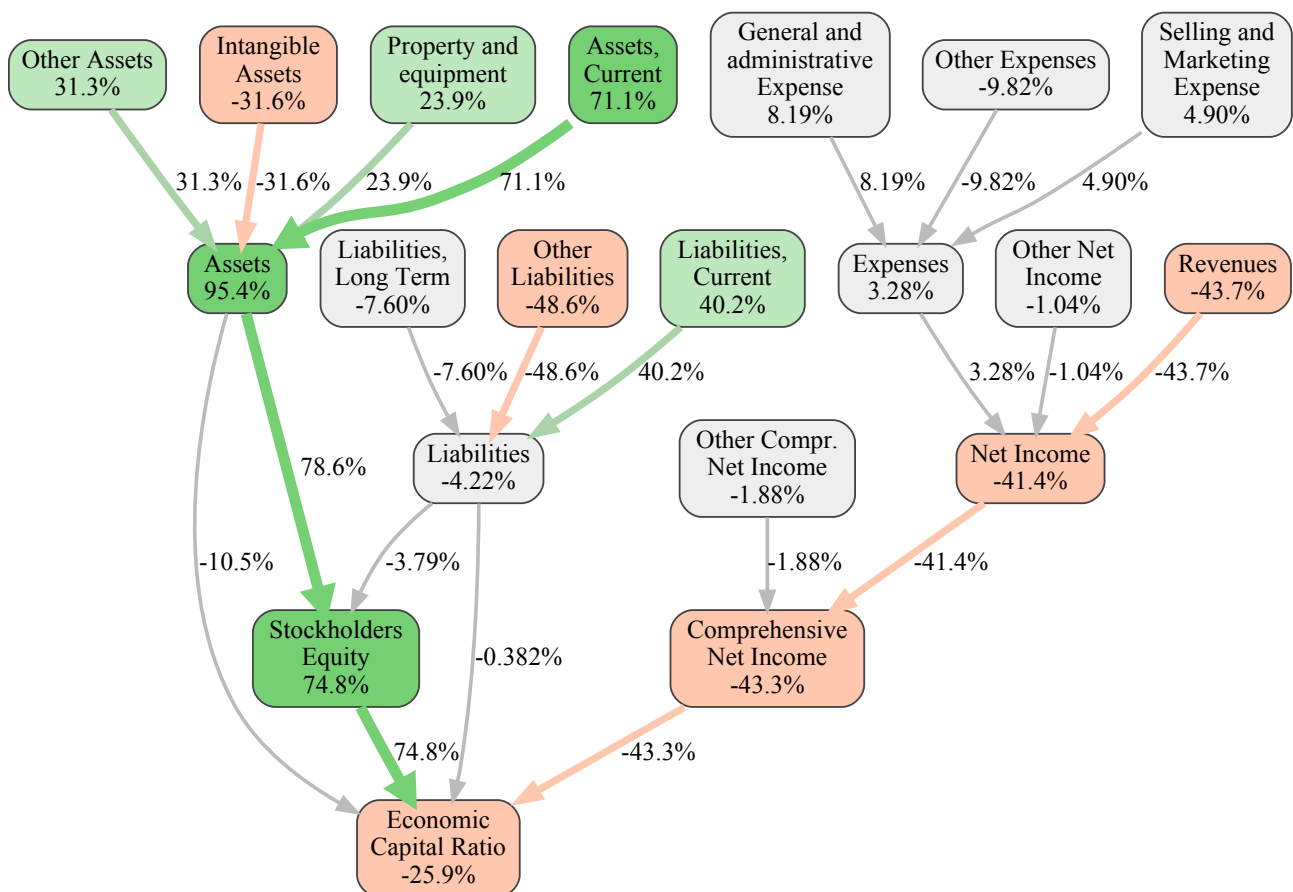 Other Assets
31.3%
Intangible
Assets
-31.6%
Property and
equipment
23.9%
Assets,
Current
71.1%
General and
administrative
Expense
8.19%
Other Expenses
-9.82%
Selling and
Marketing
Expense
4.90%
31.3%
-31.6%
23.9%
71.1%
8.19%
-9.82%
4.90%
Assets
95.4%
Liabilities,
Long Term
-7.60%
Other
Liabilities
-48.6%
Liabilities,
Current
40.2%
Expenses
3.28%
Other Net
Income
-1.04%
Revenues
-43.7%
-7.60%
-48.6%
40.2%
3.28%
-1.04%
-43.7%
78.6%
Liabilities
-4.22%
Other Compr.
Net Income
-1.88%
Net Income
-41.4%
-10.5%
-3.79%
-1.88%
-41.4%
Stockholders
Equity
74.8%
-0.382%
Comprehensive
Net Income
-43.3%
74.8%
-43.3%
Economic
Capital Ratio
-25.9%